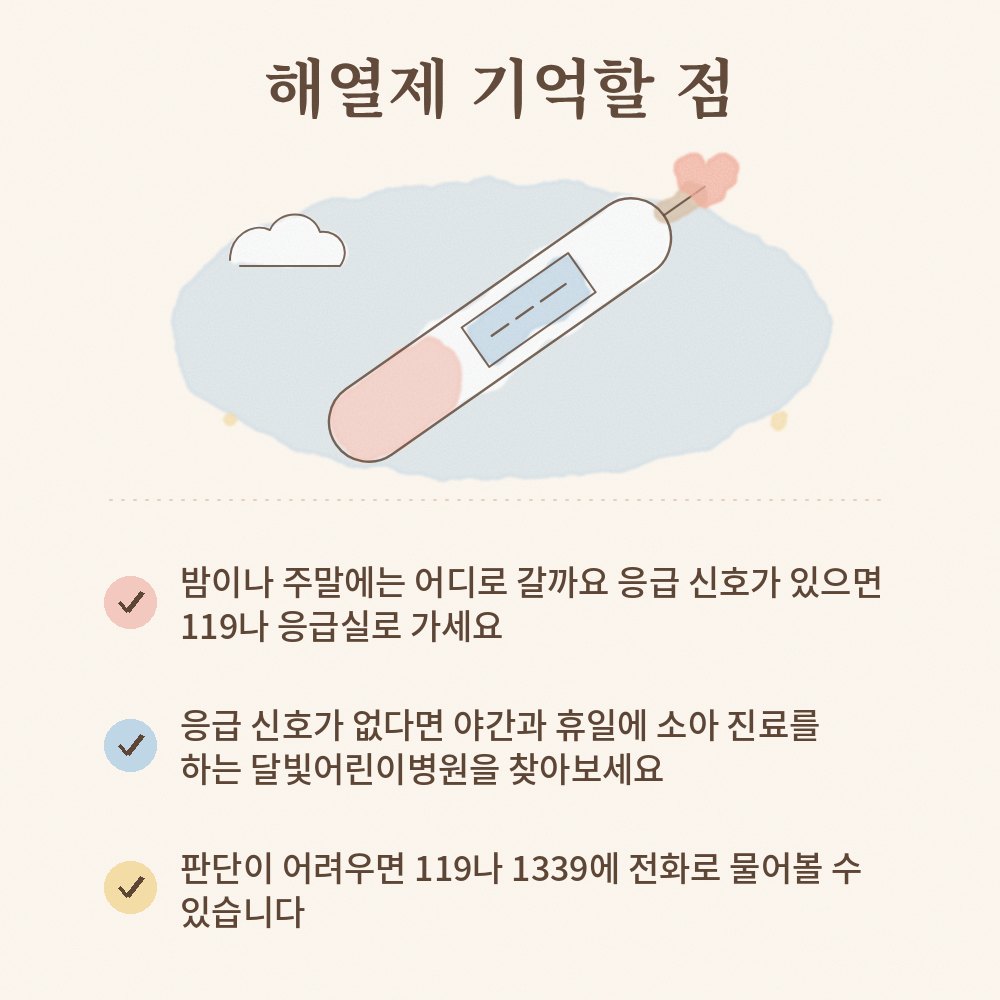 해열제 기억할 점
밤이나 주말에는 어디로 갈까요 응급 신호가 있으면
119나 응급실로 가세요
응급 신호가 없다면 야간과 휴일에 소아 진료를
하는 달빛어린이병원을 찾아보세요
판단이 어려우면 119나 1339에 전화로 물어볼 수
있습니다